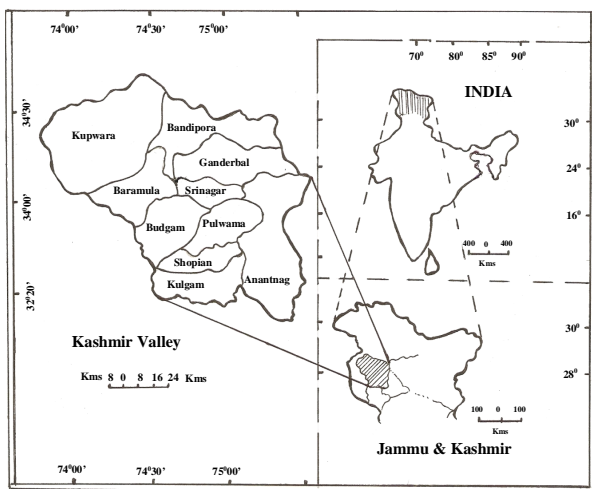 74°00’ 74°30’ 75°00’
70° 80° 85° 90°
INDIA
34°30’
34°00’
32°20’
Kupwara
Bandipora
Ganderbal
Baramula
Srinagar
Budgam
Pulwama
Shopian
Kulgam
Anantnag
Kashmir Valley
Kms 8 0 8 16 24 Kms
30°
24°
16°
400 0 400
Kms
30°
28°
100 0 100
Kms
Jammu & Kashmir
74°00’ 74°30’ 75°00’